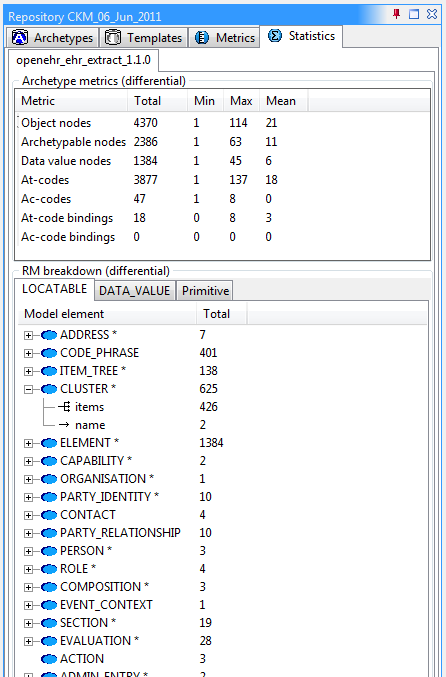 Repository CKM_06_Jun_2011
Archetypes Templates Metrics Statistics
openehr_ehr_extract_1.1.0
Archetype metrics (differential)
Metric Total Min Max Mean
Object nodes 4370 1 114 21
Archetypable nodes 2386 1 63 11
Data value nodes 1384 1 45 6
At-codes 3877 1 137 18
Ac-codes 47 1 8 0
At-code bindings 18 0 8 3
Ac-code bindings 0 0 0 0
RM breakdown (differential)
LOCATABLE DATA_VALUE Primitive
Model element Total
ADDRESS * 7
CODE_PHRASE 401
ITEM_TREE * 138
CLUSTER * 625
items 426
name 2
ELEMENT * 1384
CAPABILITY * 2
ORGANISATION * 1
PARTY_IDENTITY * 10
CONTACT 4
PARTY_RELATIONSHIP 10
PERSON * 3
ROLE * 4
COMPOSITION * 3
EVENT_CONTEXT 1
SECTION * 19
EVALUATION * 28
ACTION 3
ADMIN_ENTRY * 2